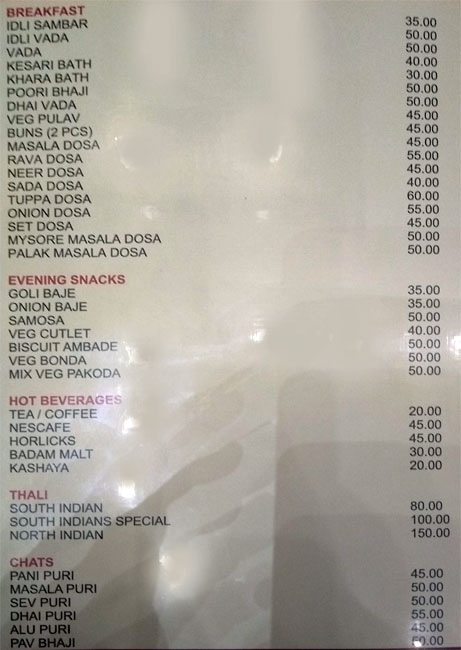 BREAKFAST
IDLI SAMBAR 35.00
IDLI VADA 50.00
VADA 50.00
KESARI BATH 40.00
KHARA BATH 30.00
POORI BHAJI 50.00
DHAI VADA 50.00
VEG PULAV 45.00
BUNS (2 PCS) 45.00
MASALA DOSA 45.00
RAVA DOSA 55.00
NEER DOSA 45.00
SADA DOSA 40.00
TUPPA DOSA 60.00
ONION DOSA 55.00
SET DOSA 45.00
MYSORE MASALA DOSA 50.00
PALAK MASALA DOSA 50.00
EVENING SNACKS
GOLI BAJE 35.00
ONION BAJE 35.00
SAMOSA 50.00
VEG CUTLET 40.00
BISCUIT AMBADE 50.00
VEG BONDA 50.00
MIX VEG PAKODA 50.00
HOT BEVERAGES
TEA / COFFEE 20.00
NESCAFE 45.00
HORLICKS 45.00
BADAM MALT 30.00
KASHAYA 20.00
THALI
SOUTH INDIAN 80.00
SOUTH INDIANS SPECIAL 100.00
NORTH INDIAN 150.00
CHATS
PANI PURI 45.00
MASALA PURI 50.00
SEV PURI 50.00
DHAI PURI 55.00
ALU PURI 45.00
PAV BHAJI